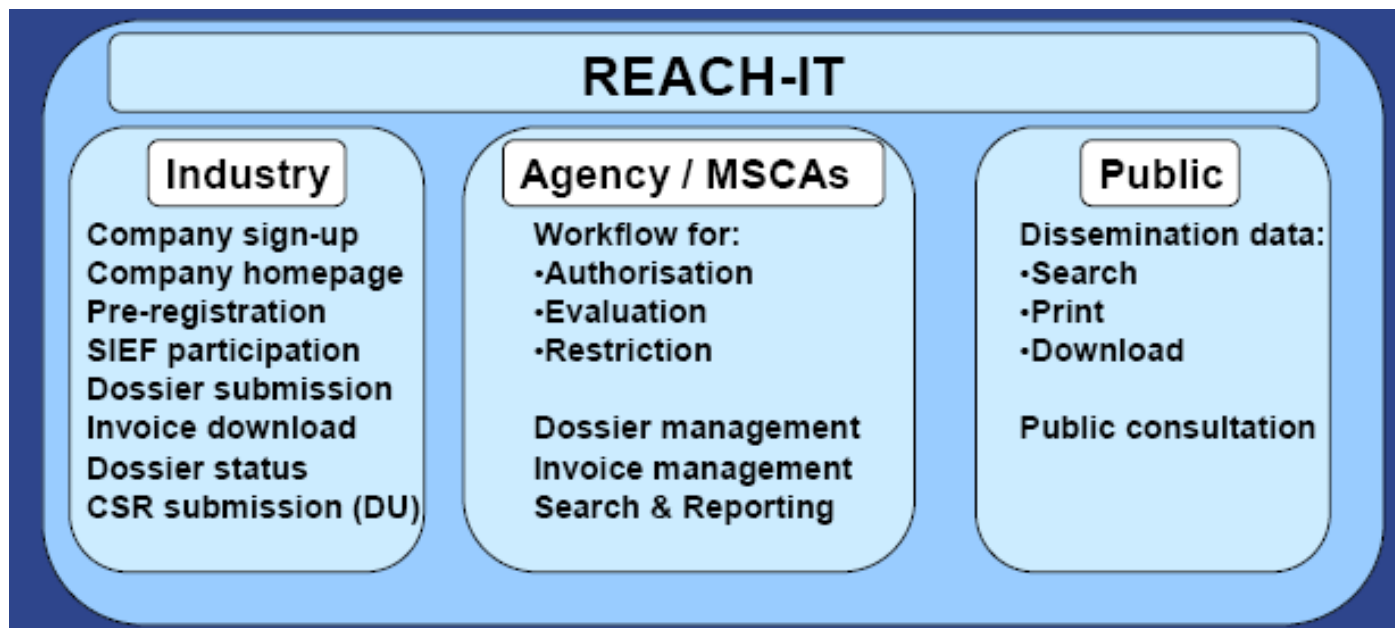 REACH-IT
Industry
Company sign-up
Company homepage
Pre-registration
SIEF participation
Dossier submission
Invoice download
Dossier status
CSR submission (DU)
Agency / MSCAs
Workflow for:
•Authorisation
•Evaluation
•Restriction
Dossier management
Invoice management
Search & Reporting
Public
Dissemination data:
•Search
•Print
•Download
Public consultation